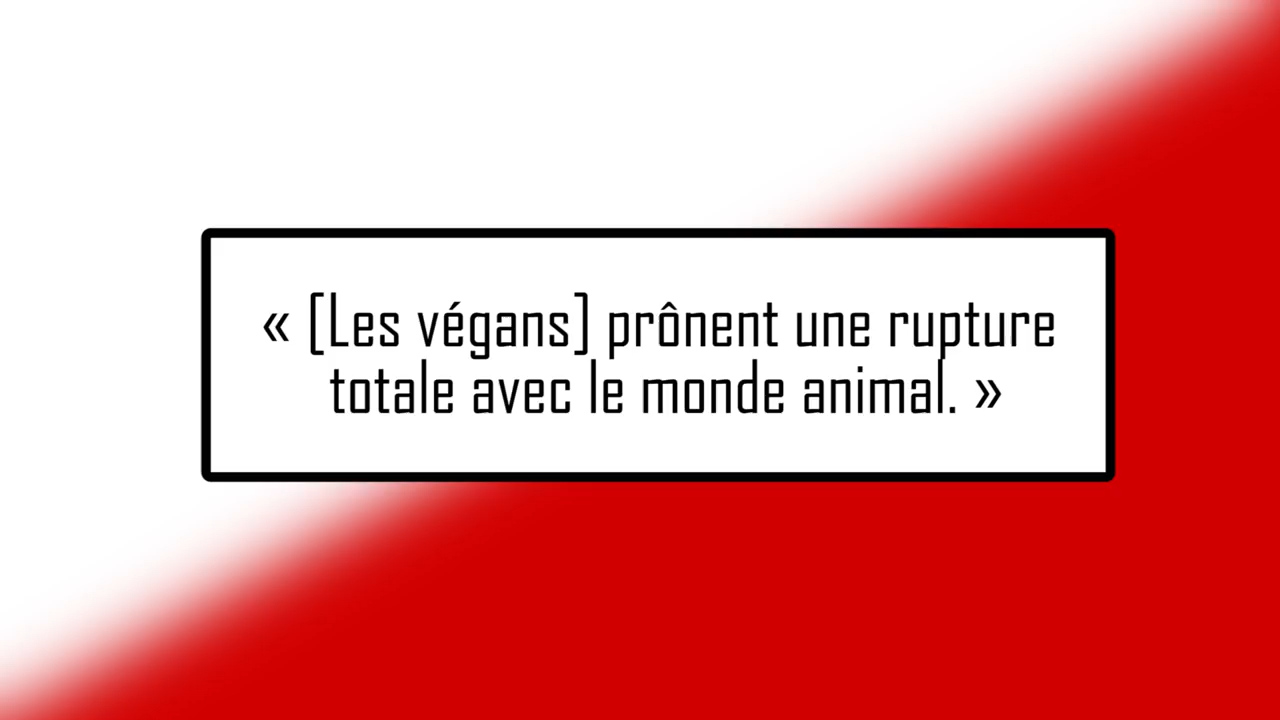 « [Les végans] prônent une rupture
totale avec le monde animal. »